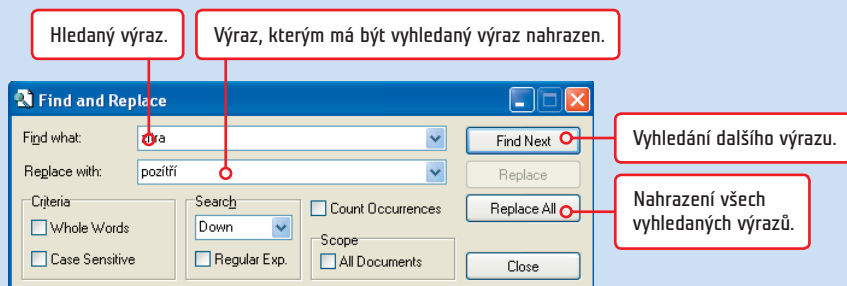 Hledaný výraz.
Výraz, kterým má být vyhledaný výraz nahrazen.
Find and Replace
Find what:
Find Next
Vyhledání dalšího výrazu.
Replace with:
pozítří
Replace
Criteria
Search
Count Occurrences
Replace All
Nahrazení všech
vyhledaných výrazů.
Whole Words
Down
Scope
Case Sensitive
Regular Exp.
All Documents
Close